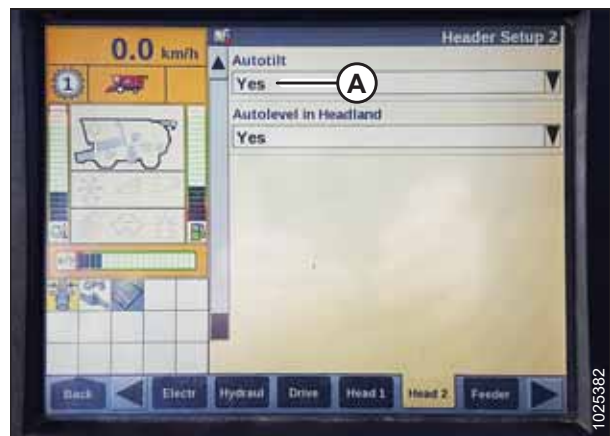 Header Setup 2
0.0 km/h
1
Autotilt
Yes
A
Autolevel in Headland
Yes
Back
Electr
Hydraul
Drive
Head 1
Head 2
Feeder
1025382